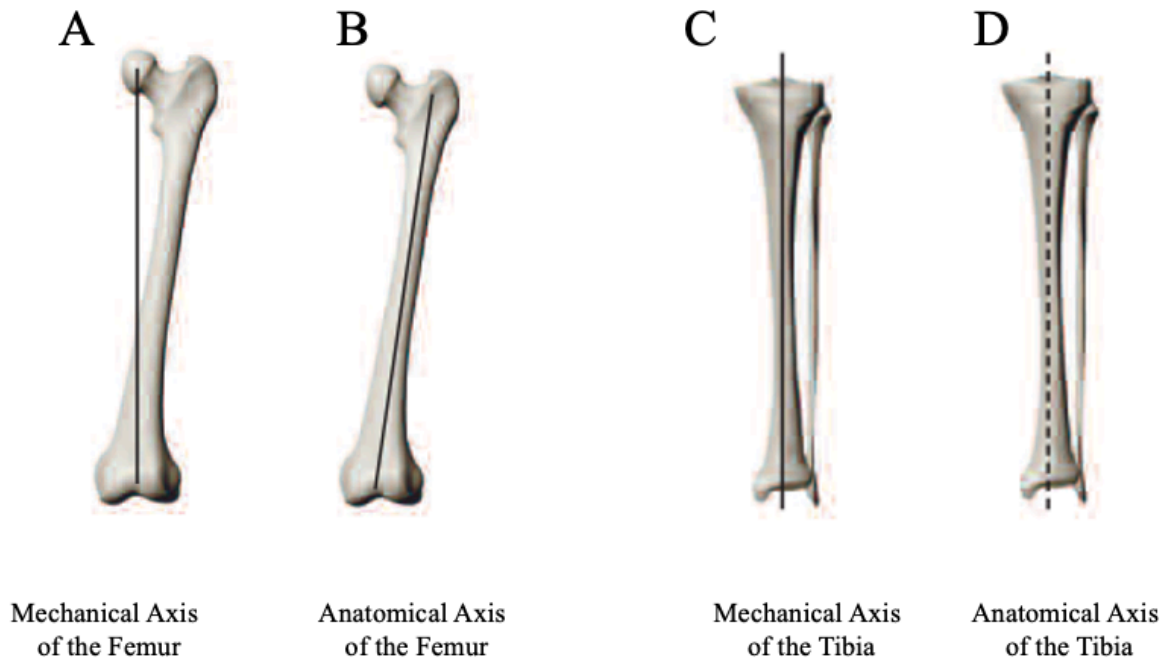 A
B
C
D
Mechanical Axis
of the Femur
Anatomical Axis
of the Femur
Mechanical Axis
of the Tibia
Anatomical Axis
of the Tibia